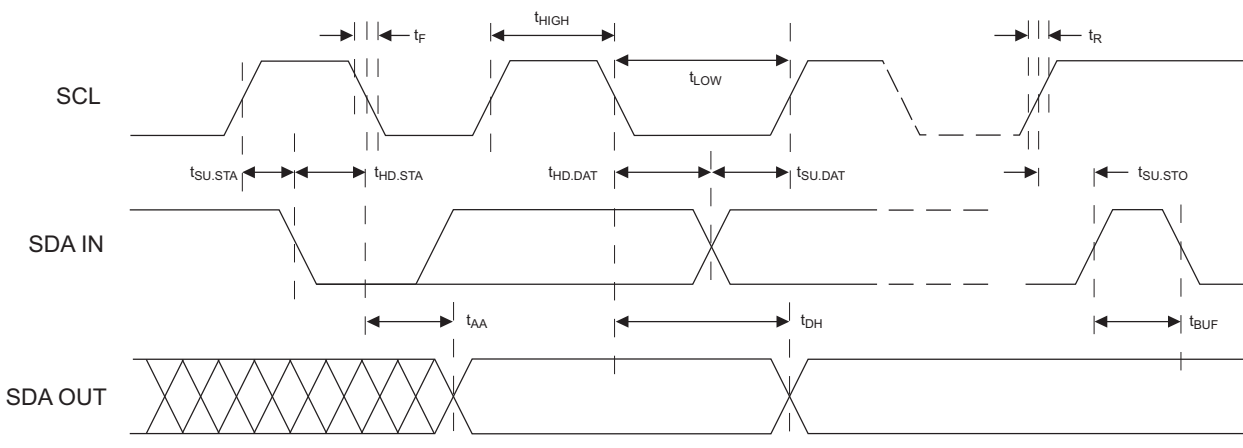 t_HIGH
t_F
t_R
t_LOW
SCL
t_SU.STA
t_HD.STA
t_HD.DAT
t_SU.DAT
t_SU.STO
SDA IN
t_AA
t_DH
t_BUF
SDA OUT